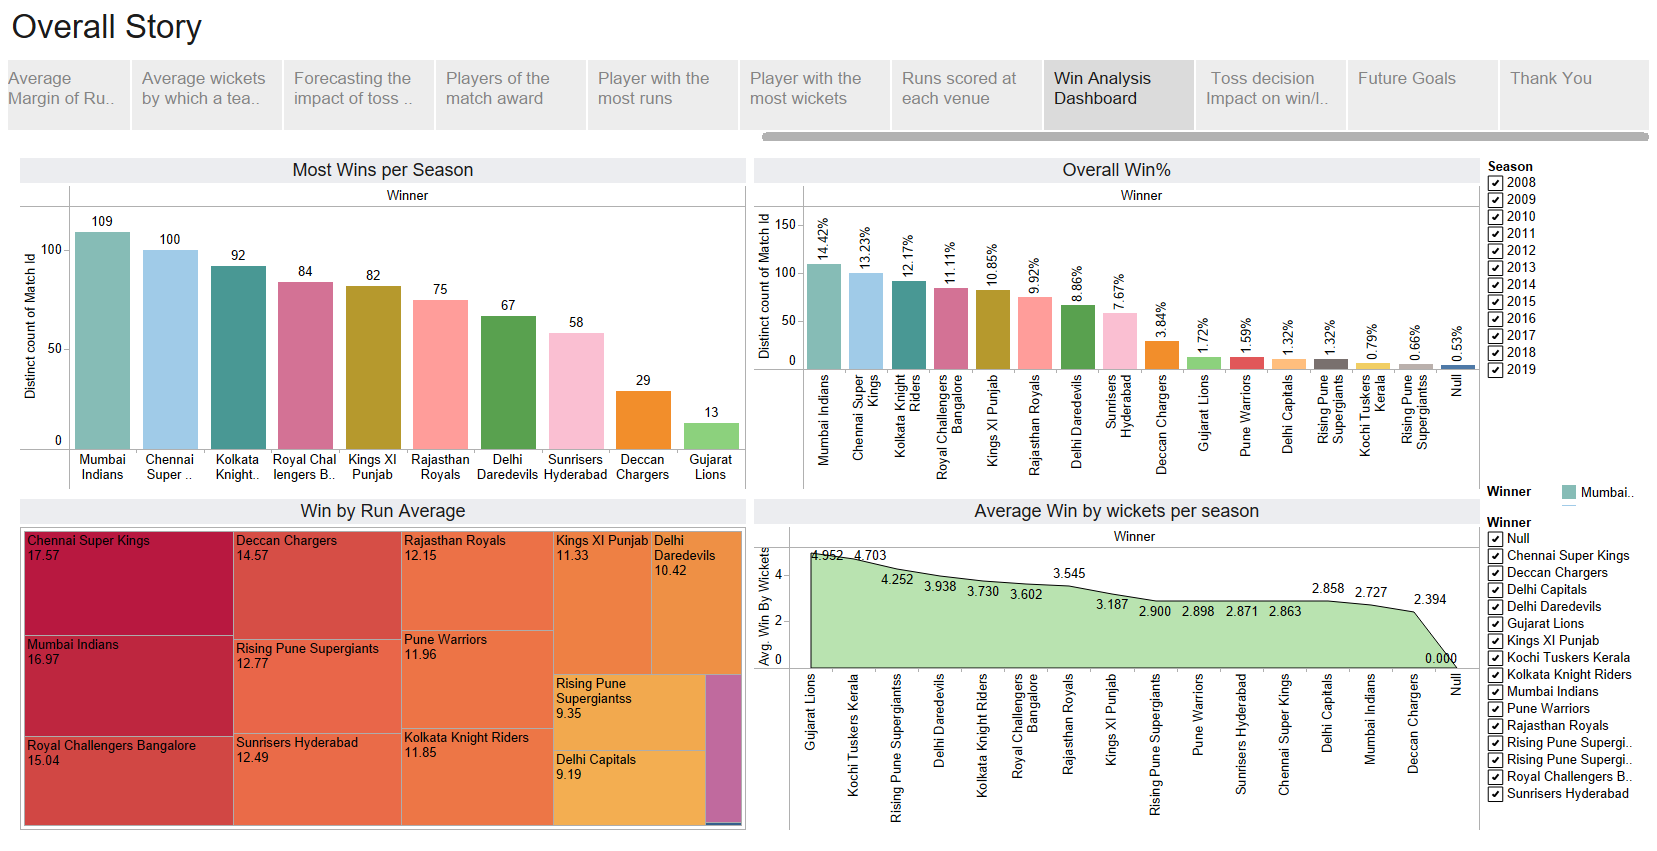 Overall Story
Average
Margin of Ru..
Average wickets
by which a tea..
Forecasting the
impact of toss ..
Players of the
match award
Player with the
most runs
Player with the
most wickets
Runs scored at
each venue
Win Analysis
Dashboard
Toss decision
Impact on win/l..
Future Goals
Thank You
Most Wins per Season
Winner
Distinct count of Match Id
100
50
0
109
100
92
84
82
75
67
58
29
13
Mumbai
Indians
Chennai
Super ..
Kolkata
Knight..
Royal Chal
lengers B..
Kings XI
Punjab
Rajasthan
Royals
Delhi
Daredevils
Sunrisers
Hyderabad
Deccan
Chargers
Gujarat
Lions
Overall Win%
Winner
Distinct count of Match Id
150
100
50
0
14.42%
13.23%
12.17%
11.11%
10.85%
9.92%
8.86%
7.67%
3.84%
1.72%
1.59%
1.32%
1.32%
0.79%
0.66%
0.53%
Mumbai Indians
Chennai Super
Kings
Kolkata Knight
Riders
Royal Challengers
Bangalore
Kings XI Punjab
Rajasthan Royals
Delhi Daredevils
Sunrisers
Hyderabad
Deccan Chargers
Gujarat Lions
Pune Warriors
Delhi Capitals
Rising Pune
Supergiants
Kochi Tuskers
Kerala
Rising Pune
Supergiantss
Null
Season
2008
2009
2010
2011
2012
2013
2014
2015
2016
2017
2018
2019
Win by Run Average
Chennai Super Kings
17.57
Mumbai Indians
16.97
Royal Challengers Bangalore
15.04
Deccan Chargers
14.57
Rising Pune Supergiants
12.77
Sunrisers Hyderabad
12.49
Rajasthan Royals
12.15
Pune Warriors
11.96
Kolkata Knight Riders
11.85
Kings XI Punjab
11.33
Delhi
Daredevils
10.42
Rising Pune
Supergiantss
9.35
Delhi Capitals
9.19
Average Win by wickets per season
Winner
Avg. Win By Wickets
4
2
0
4.952
4.703
4.252
3.938
3.730
3.602
3.545
3.187
2.900
2.898
2.871
2.863
2.858
2.727
2.394
0.000
Gujarat Lions
Kochi Tuskers Kerala
Rising Pune Supergiantss
Delhi Daredevils
Kolkata Knight Riders
Royal Challengers
Bangalore
Rajasthan Royals
Kings XI Punjab
Rising Pune Supergiants
Pune Warriors
Sunrisers Hyderabad
Chennai Super Kings
Delhi Capitals
Mumbai Indians
Deccan Chargers
Null
Winner
Mumbai..
Winner
Null
Chennai Super Kings
Deccan Chargers
Delhi Capitals
Delhi Daredevils
Gujarat Lions
Kings XI Punjab
Kochi Tuskers Kerala
Kolkata Knight Riders
Mumbai Indians
Pune Warriors
Rajasthan Royals
Rising Pune Supergi..
Rising Pune Supergi..
Royal Challengers B..
Sunrisers Hyderabad